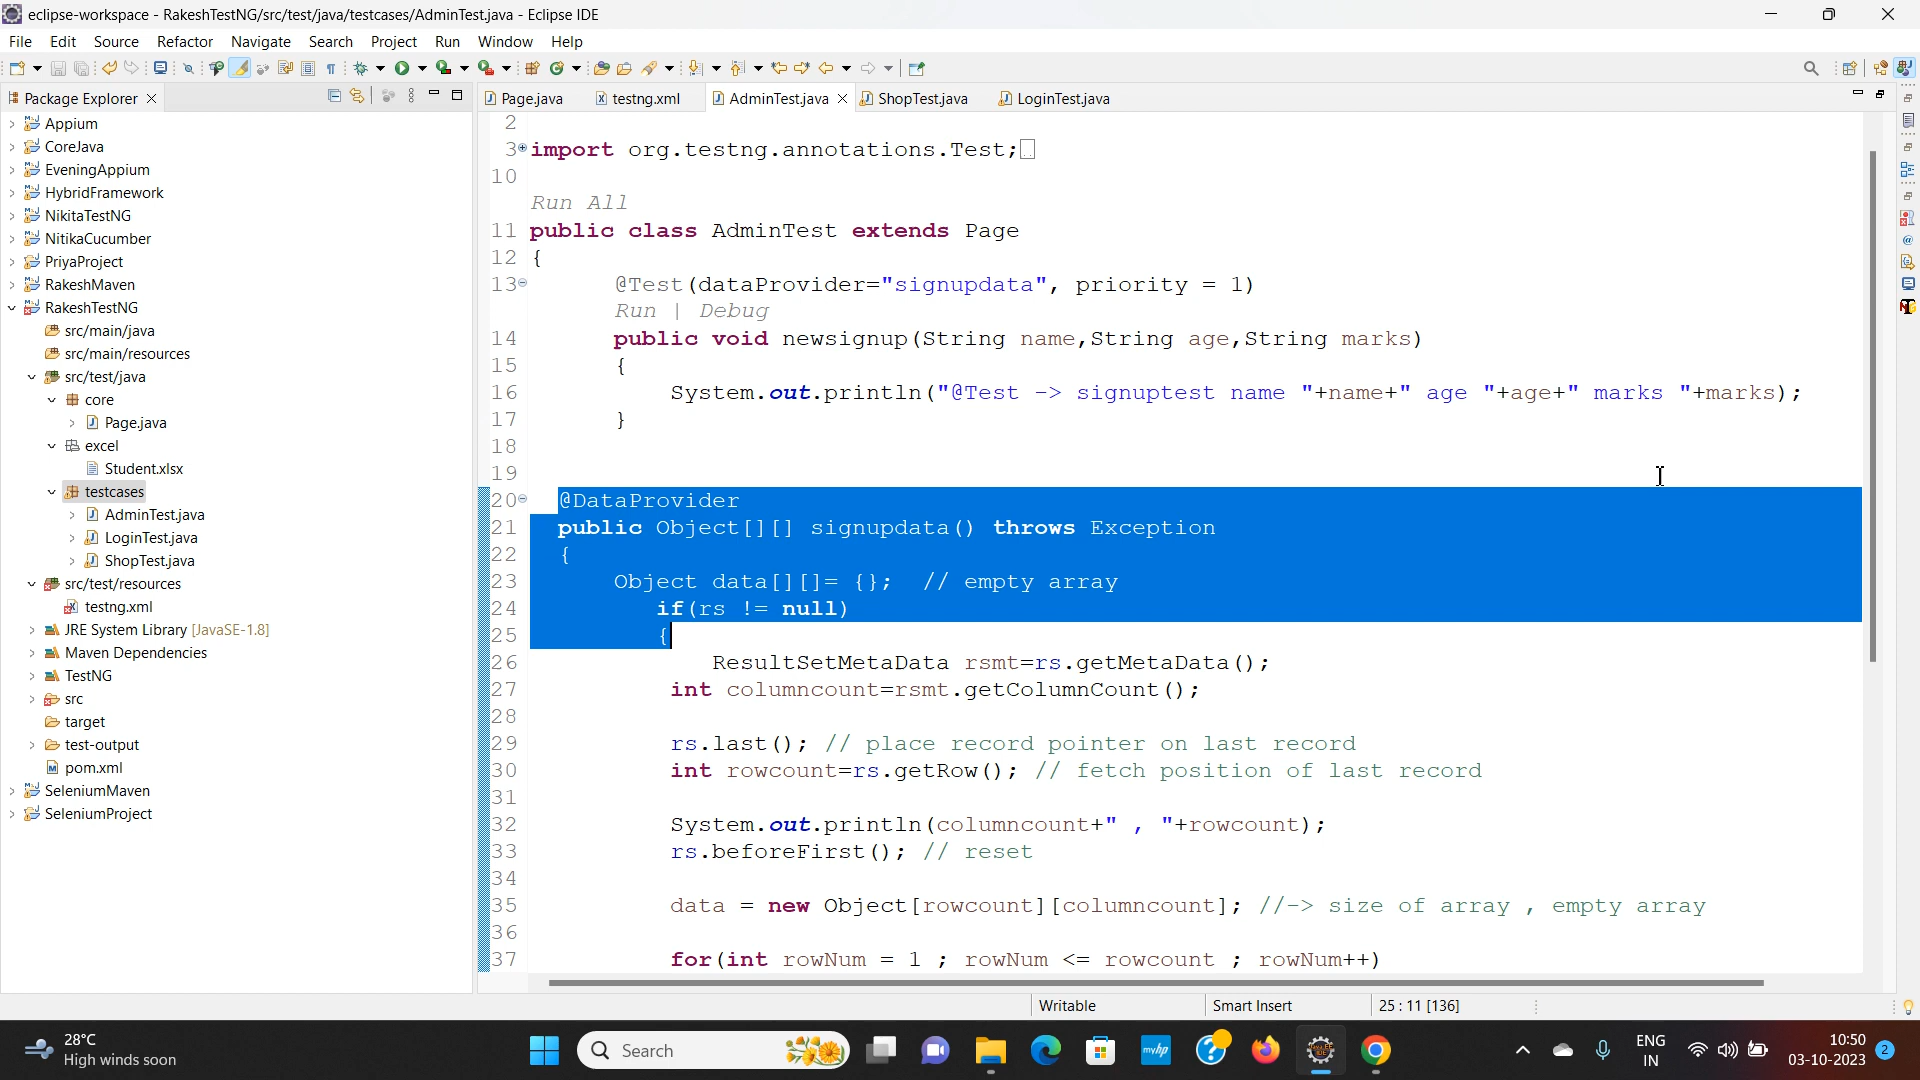 eclipse-workspace - RakeshTestNG/src/test/java/testcases/AdminTest.java - Eclipse IDE
File Edit Source Refactor Navigate Search Project Run Window Help
Package Explorer
Appium
CoreJava
EveningAppium
HybridFramework
NikitaTestNG
NitikaCucumber
PriyaProject
RakeshMaven
RakeshTestNG
src/main/java
src/main/resources
src/test/java
core
Page.java
excel
Student.xlsx
testcases
AdminTest.java
LoginTest.java
ShopTest.java
src/test/resources
testng.xml
JRE System Library [JavaSE-1.8]
Maven Dependencies
TestNG
src
target
test-output
pom.xml
SeleniumMaven
SeleniumProject
Page.java testng.xml AdminTest.java ShopTest.java LoginTest.java
2
3 import org.testng.annotations.Test;
10
Run All
11 public class AdminTest extends Page
12 {
13 @Test(dataProvider="signupdata", priority = 1)
Run | Debug
14 public void newsignup(String name,String age,String marks)
15 {
16 System.out.println("@Test -> signuptest name "+name+" age "+age+" marks "+marks);
17 }
18
19
20 @DataProvider
21 public Object[][] signupdata() throws Exception
22 {
23 Object data[][]= {}; // empty array
24 if(rs != null)
25 {
26 ResultSetMetaData rsmt=rs.getMetaData();
27 int columncount=rsmt.getColumnCount();
28
29 rs.last(); // place record pointer on last record
30 int rowcount=rs.getRow(); // fetch position of last record
31
32 System.out.println(columncount+" , "+rowcount);
33 rs.beforeFirst(); // reset
34
35 data = new Object[rowcount][columncount]; //-> size of array , empty array
36
37 for(int rowNum = 1 ; rowNum <= rowcount ; rowNum++)
Writable Smart Insert 25 : 11 [136]
28°C
High winds soon
Search
myhp
ENG
IN
10:50
03-10-2023
2